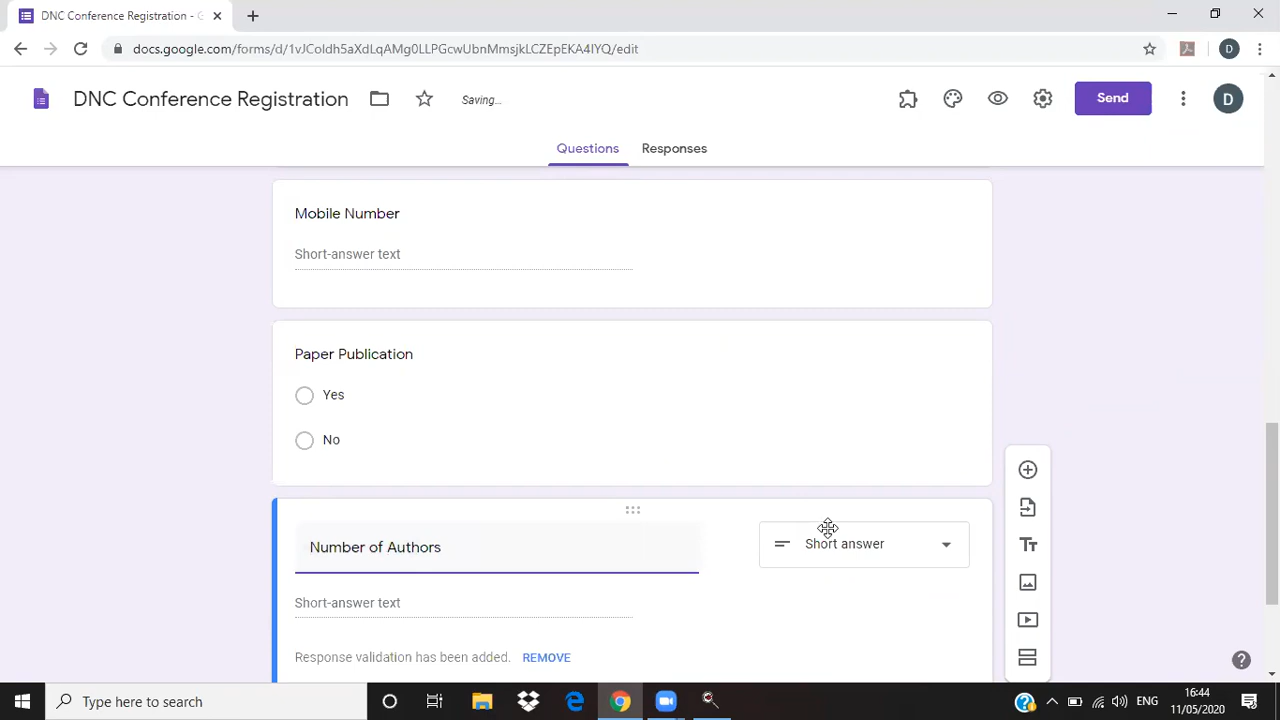 DNC Conference Registration - G
docs.google.com/forms/d/1vJColdh5aXdLqAMg0LLPGcwUbnMmsjkLCZEpEKA4IYQ/edit
D
DNC Conference Registration
Saving...
Send
D
Questions
Responses
Mobile Number
Short-answer text
Paper Publication
Yes
No
Number of Authors
Short answer
Short-answer text
Response validation has been added. REMOVE
Type here to search
ENG
16:44
11/05/2020